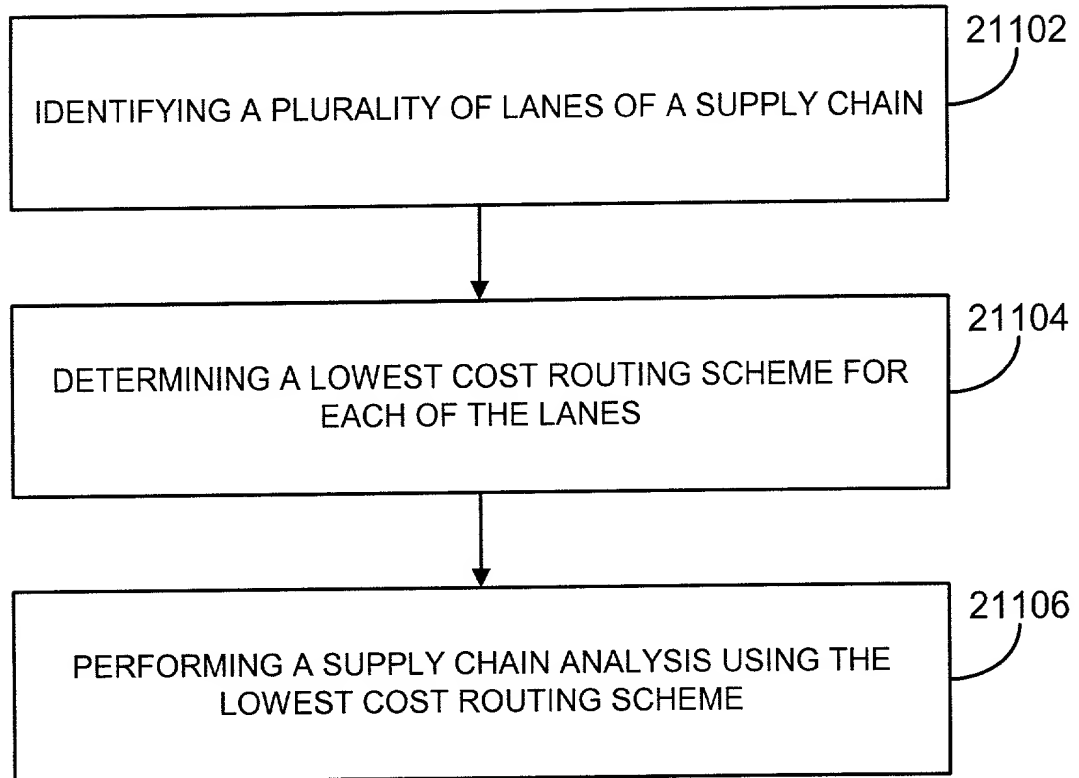 21102
IDENTIFYING A PLURALITY OF LANES OF A SUPPLY CHAIN
21104
DETERMINING A LOWEST COST ROUTING SCHEME FOR
EACH OF THE LANES
21106
PERFORMING A SUPPLY CHAIN ANALYSIS USING THE
LOWEST COST ROUTING SCHEME